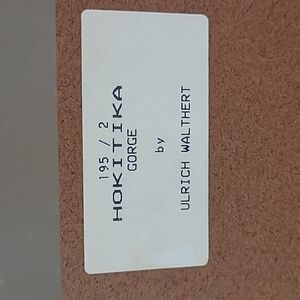 195 / 2
HOKITIKA
GORGE
by
ULRICH WALTHERT